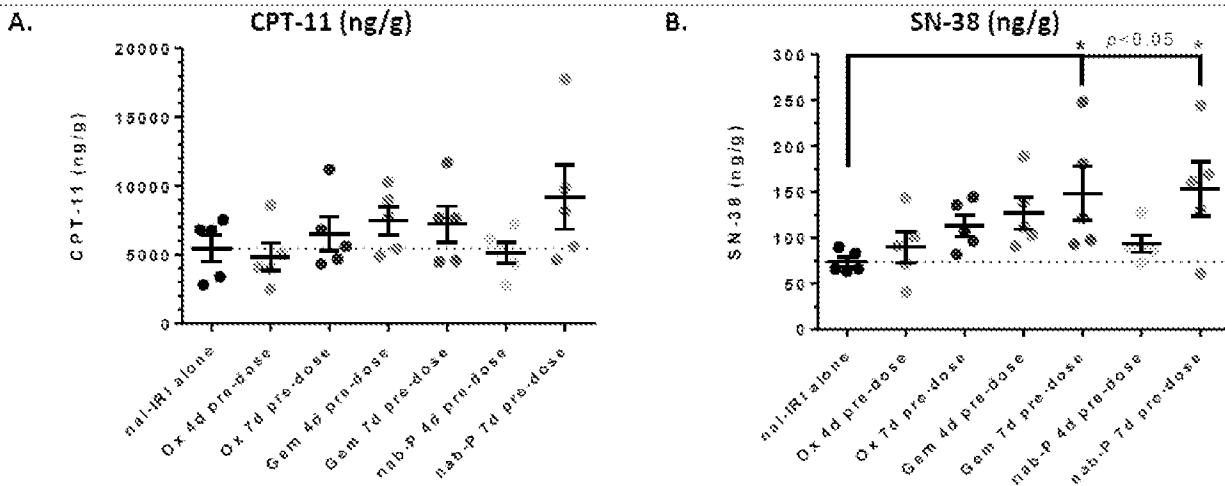 A.
CPT-11 (ng/g)
CPT-11 (ng/g)
20000
15000
10000
5000
0
nal-IRI alone
Ox 4d pre-dose
Ox 7d pre-dose
Gem 4d pre-dose
Gem 7d pre-dose
nab-P 4d pre-dose
nab-P 7d pre-dose
B.
SN-38 (ng/g)
* p<0.05 *
SN-38 (ng/g)
300
250
200
150
100
50
0
nal-IRI alone
Ox 4d pre-dose
Ox 7d pre-dose
Gem 4d pre-dose
Gem 7d pre-dose
nab-P 4d pre-dose
nab-P 7d pre-dose